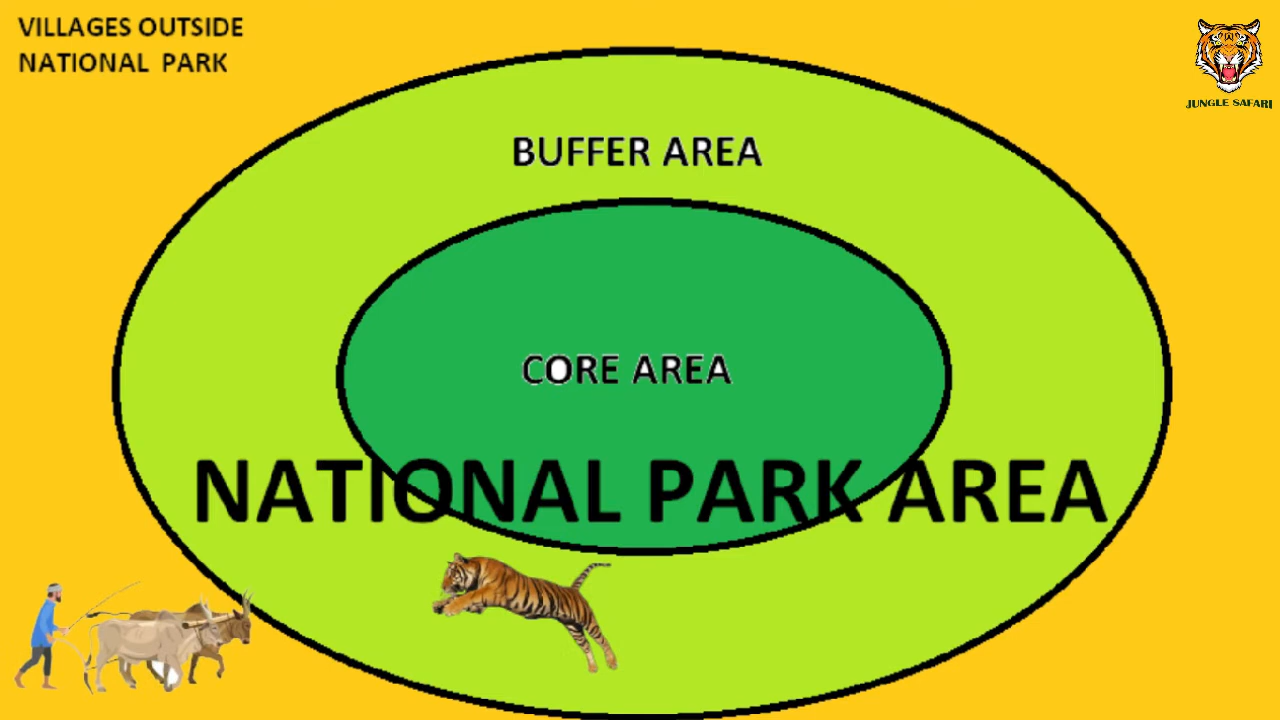 VILLAGES OUTSIDE
NATIONAL PARK
JUNGLE SAFARI
BUFFER AREA
CORE AREA
NATIONAL PARK AREA